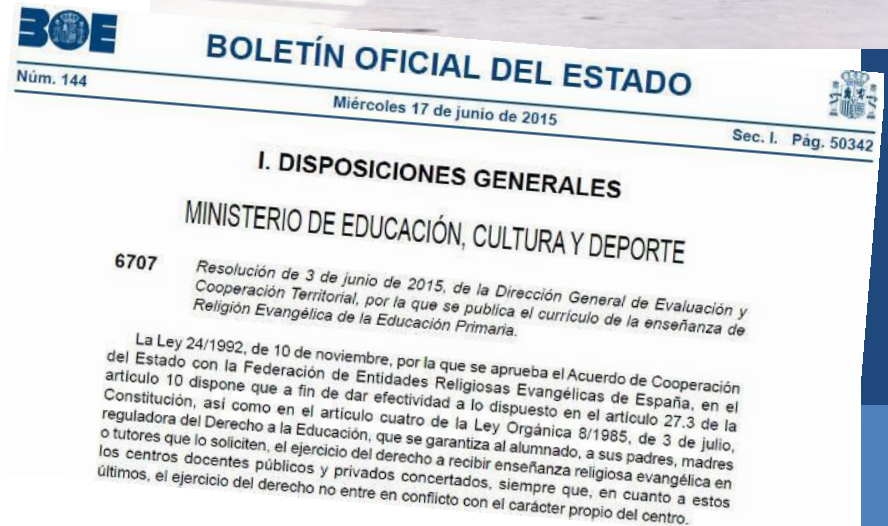 BOE
BOLETÍN OFICIAL DEL ESTADO
Núm. 144
Miércoles 17 de junio de 2015
Sec. I. Pág. 50342
I. DISPOSICIONES GENERALES
MINISTERIO DE EDUCACIÓN, CULTURA Y DEPORTE
6707
Resolución de 3 de junio de 2015, de la Dirección General de Evaluación y
Cooperación Territorial, por la que se publica el currículo de la enseñanza de
Religión Evangélica de la Educación Primaria.
La Ley 24/1992, de 10 de noviembre, por la que se aprueba el Acuerdo de Cooperación
del Estado con la Federación de Entidades Religiosas Evangélicas de España, en el
artículo 10 dispone que a fin de dar efectividad a lo dispuesto en el artículo 27.3 de la
Constitución, así como en el artículo cuatro de la Ley Orgánica 8/1985, de 3 de julio,
reguladora del Derecho a la Educación, que se garantiza al alumnado, a sus padres, madres
o tutores que lo soliciten, el ejercicio del derecho a recibir enseñanza religiosa evangélica en
los centros docentes públicos y privados concertados, siempre que, en cuanto a estos
últimos, el ejercicio del derecho no entre en conflicto con el carácter propio del centro.